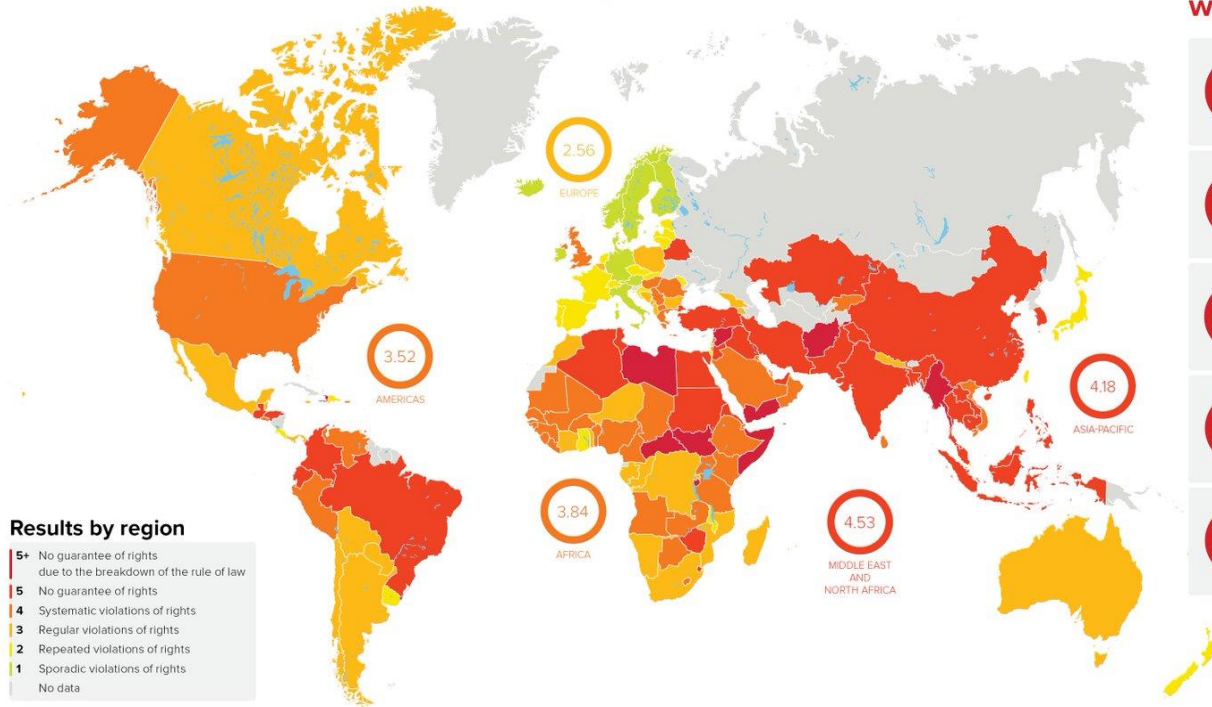 W
2.56
EUROPE
3.52
AMERICAS
4.18
ASIA-PACIFIC
3.84
AFRICA
4.53
MIDDLE EAST
AND
NORTH AFRICA
Results by region
5+ No guarantee of rights
due to the breakdown of the rule of law
5 No guarantee of rights
4 Systematic violations of rights
3 Regular violations of rights
2 Repeated violations of rights
1 Sporadic violations of rights
No data